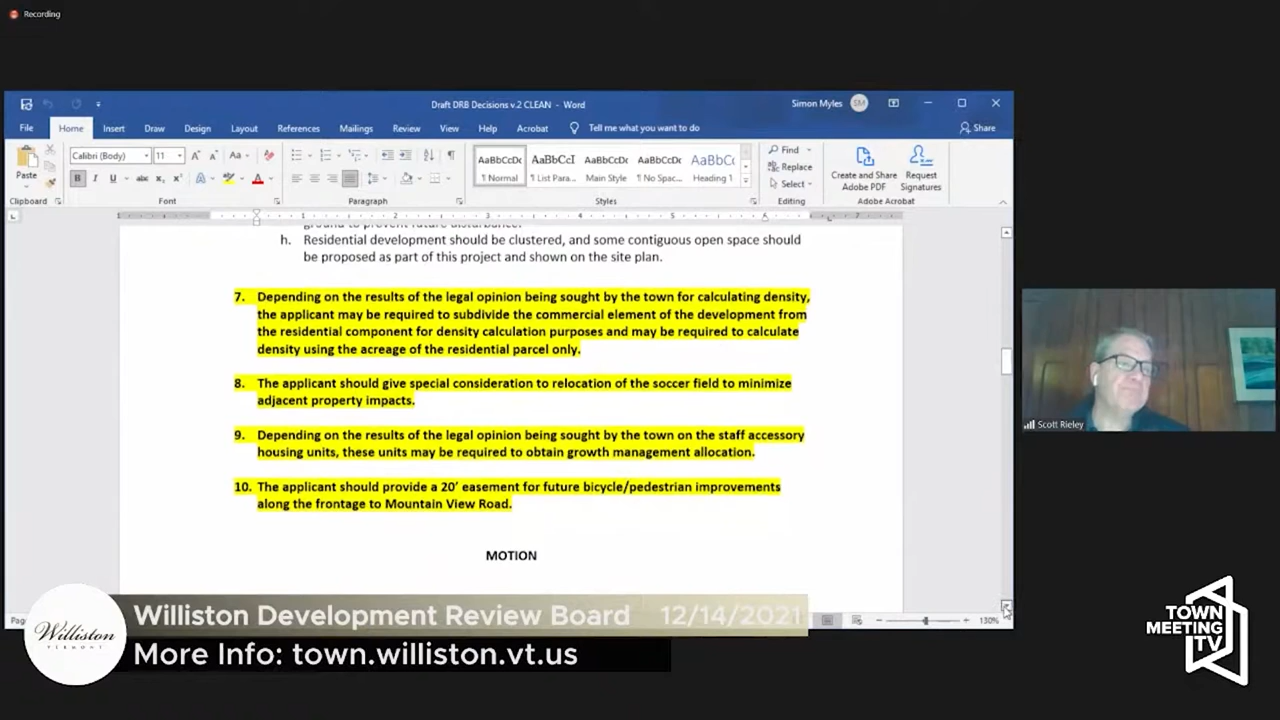 Recording
Draft DRB Decisions v.2 CLEAN - Word
Simon Myles
SM
File
Home
Insert
Draw
Design
Layout
References
Mailings
Review
View
Help
Acrobat
Tell me what you want to do
Share
Paste
Calibri (Body)
11
Clipboard
Font
Paragraph
AaBbCcDc
¶ Normal
AaBbCcI
¶ List Para...
AaBbCcDc
Main Style
AaBbCcDc
¶ No Spac...
AaBbC(
Heading 1
Styles
Find
Replace
Select
Editing
Create and Share
Adobe PDF
Request
Signatures
Adobe Acrobat
ground to prevent future disturbance.
h. Residential development should be clustered, and some contiguous open space should
be proposed as part of this project and shown on the site plan.
7. Depending on the results of the legal opinion being sought by the town for calculating density,
the applicant may be required to subdivide the commercial element of the development from
the residential component for density calculation purposes and may be required to calculate
density using the acreage of the residential parcel only.
8. The applicant should give special consideration to relocation of the soccer field to minimize
adjacent property impacts.
9. Depending on the results of the legal opinion being sought by the town on the staff accessory
housing units, these units may be required to obtain growth management allocation.
10. The applicant should provide a 20’ easement for future bicycle/pedestrian improvements
along the frontage to Mountain View Road.
MOTION
130%
Scott Rieley
Williston
VERMONT
Williston Development Review Board 12/14/2021
More Info: town.williston.vt.us
TOWN
MEETING
TV